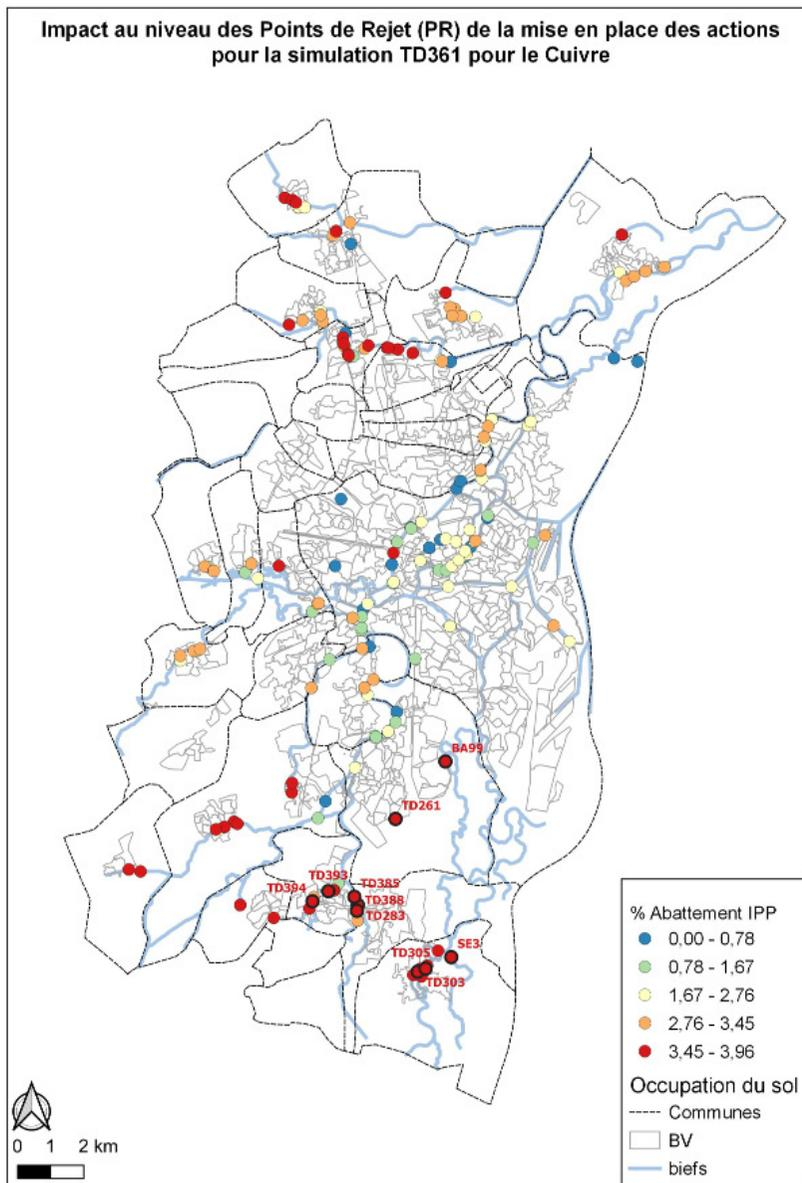 Impact au niveau des Points de Rejet (PR) de la mise en place des actions
pour la simulation TD361 pour le Cuivre
BA99
TD261
TD393
TD385
TD394
TD388
TD283
TD305
SE3
TD303
% Abattement IPP
0,00 - 0,78
0,78 - 1,67
1,67 - 2,76
2,76 - 3,45
3,45 - 3,96
Occupation du sol
Communes
BV
biefs
0 1 2 km